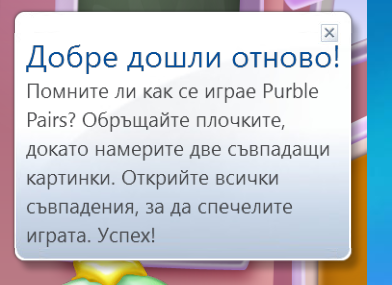 Добре дошли отново!
Помните ли как се играе Purble
Pairs? Обръщайте плочките,
докато намерите две съвпадащи
картинки. Открийте всички
съвпадения, за да спечелите
играта. Успех!